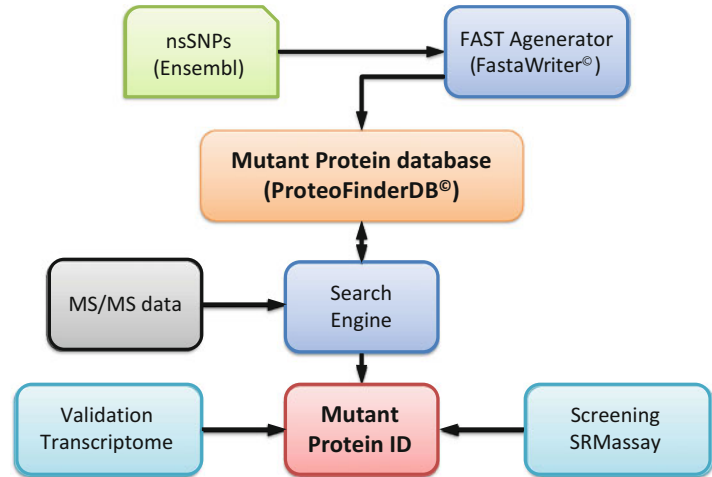 nsSNPs
(Ensembl)
FAST Agenerator
(FastaWriter©)
Mutant Protein database
(ProteoFinderDB©)
MS/MS data
Search
Engine
Validation
Transcriptome
Mutant
Protein ID
Screening
SRMassay